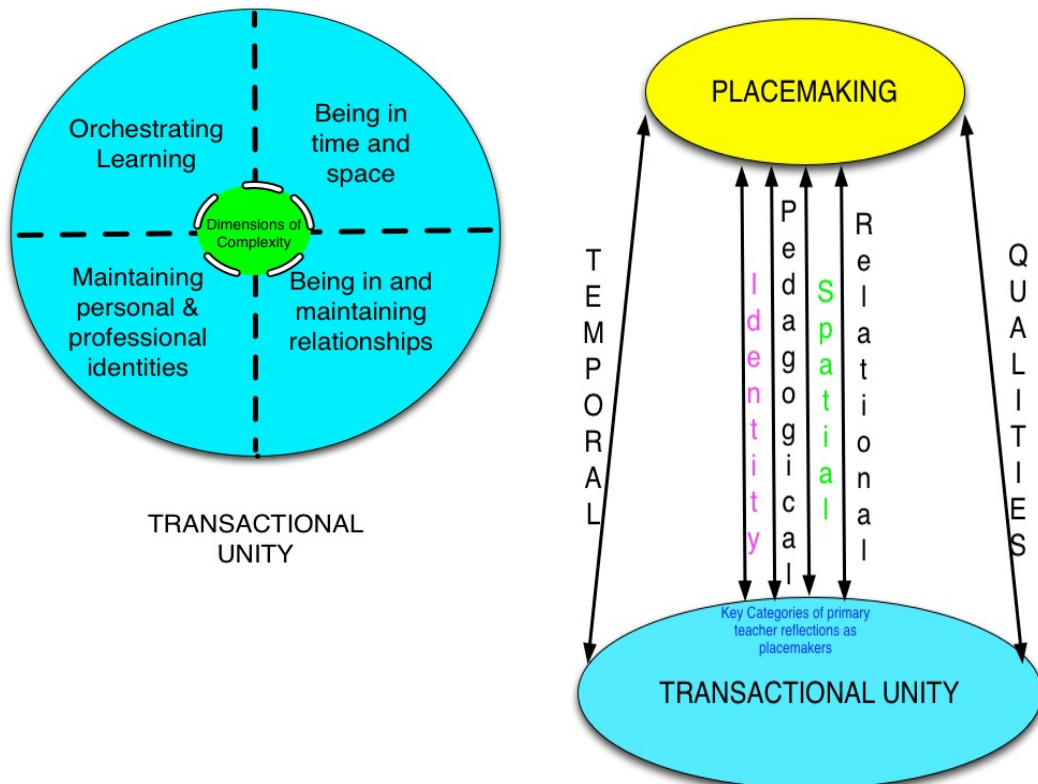 Orchestrating
Learning
Being in
time and
space
Dimensions of
Complexity
Maintaining
personal &
professional
identities
Being in and
maintaining
relationships
TRANSACTIONAL
UNITY
PLACEMAKING
TEMPORAL
Identity
Pedagogical
Spatial
Relational
QUALITIES
Key Categories of primary
teacher reflections as
placemakers
TRANSACTIONAL UNITY